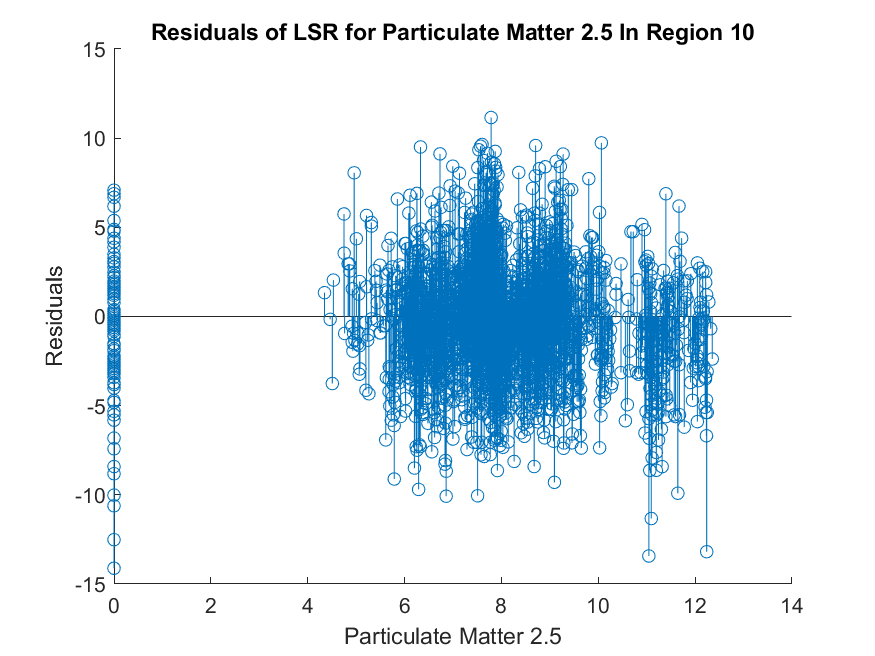 Residuals of LSR for Particulate Matter 2.5 In Region 10
15
10
5
0
-5
-10
-15
Residuals
0 2 4 6 8 10 12 14
Particulate Matter 2.5